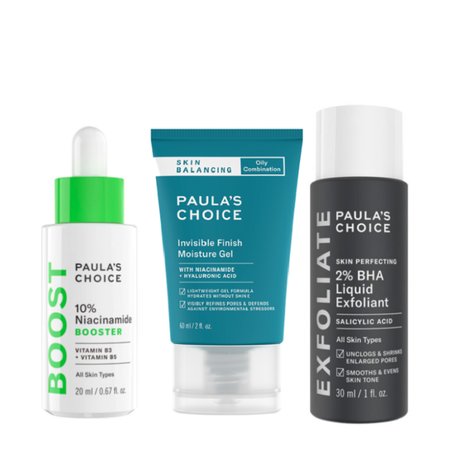 BOOST
PAULA'S
CHOICE
10%
Niacinamide
BOOSTER
VITAMIN B3
+ VITAMIN B5
All Skin Types
20 ml / 0.67 fl. oz.
SKIN
BALANCING
Oily
Combination
PAULA'S
CHOICE
Invisible Finish
Moisture Gel
WITH NIACINAMIDE
+ HYALURONIC ACID
LIGHTWEIGHT GEL FORMULA
HYDRATES WITHOUT SHINE
VISIBLY REFINES PORES & DEFENDS
AGAINST ENVIRONMENTAL STRESSORS
60 ml / 2 fl. oz.
EXFOLIATE
PAULA'S
CHOICE
SKIN PERFECTING
2% BHA
Liquid
Exfoliant
SALICYLIC ACID
All Skin Types
UNCLOGS & SHRINKS
ENLARGED PORES
SMOOTHS & EVENS
SKIN TONE
30 ml / 1 fl. oz.